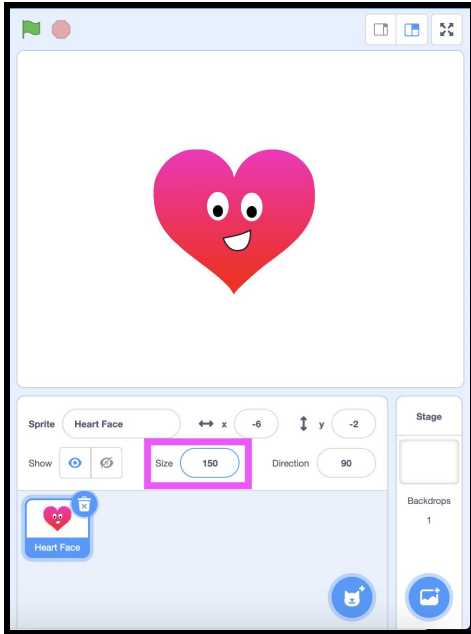 Sprite Heart Face x -6 y -2
Show Size 150 Direction 90
Heart Face
Stage
Backdrops
1